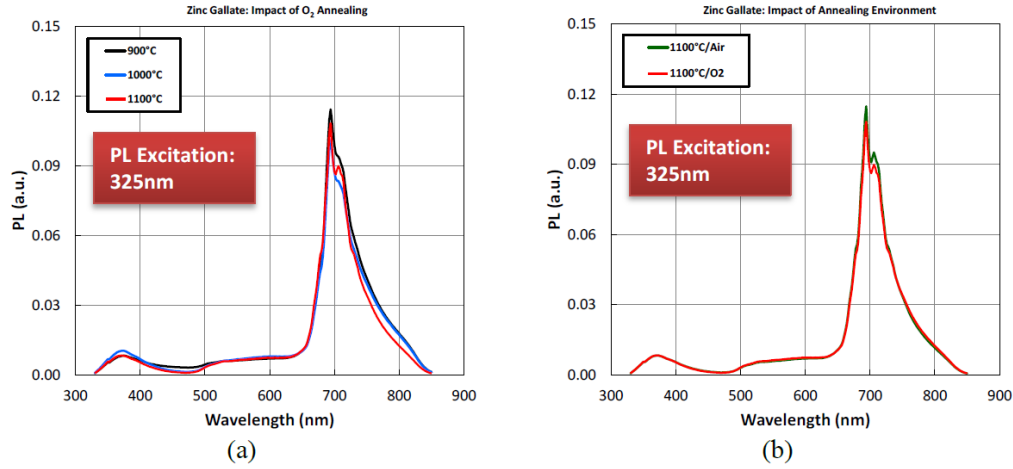 Zinc Gallate: Impact of O₂ Annealing
0.15
0.12
0.09
0.06
0.03
0.00
PL (a.u.)
900°C
1000°C
1100°C
PL Excitation:
325nm
300 400 500 600 700 800 900
Wavelength (nm)
(a)
Zinc Gallate: Impact of Annealing Environment
0.15
0.12
0.09
0.06
0.03
0.00
PL (a.u.)
1100°C/Air
1100°C/O2
PL Excitation:
325nm
300 400 500 600 700 800 900
Wavelength (nm)
(b)